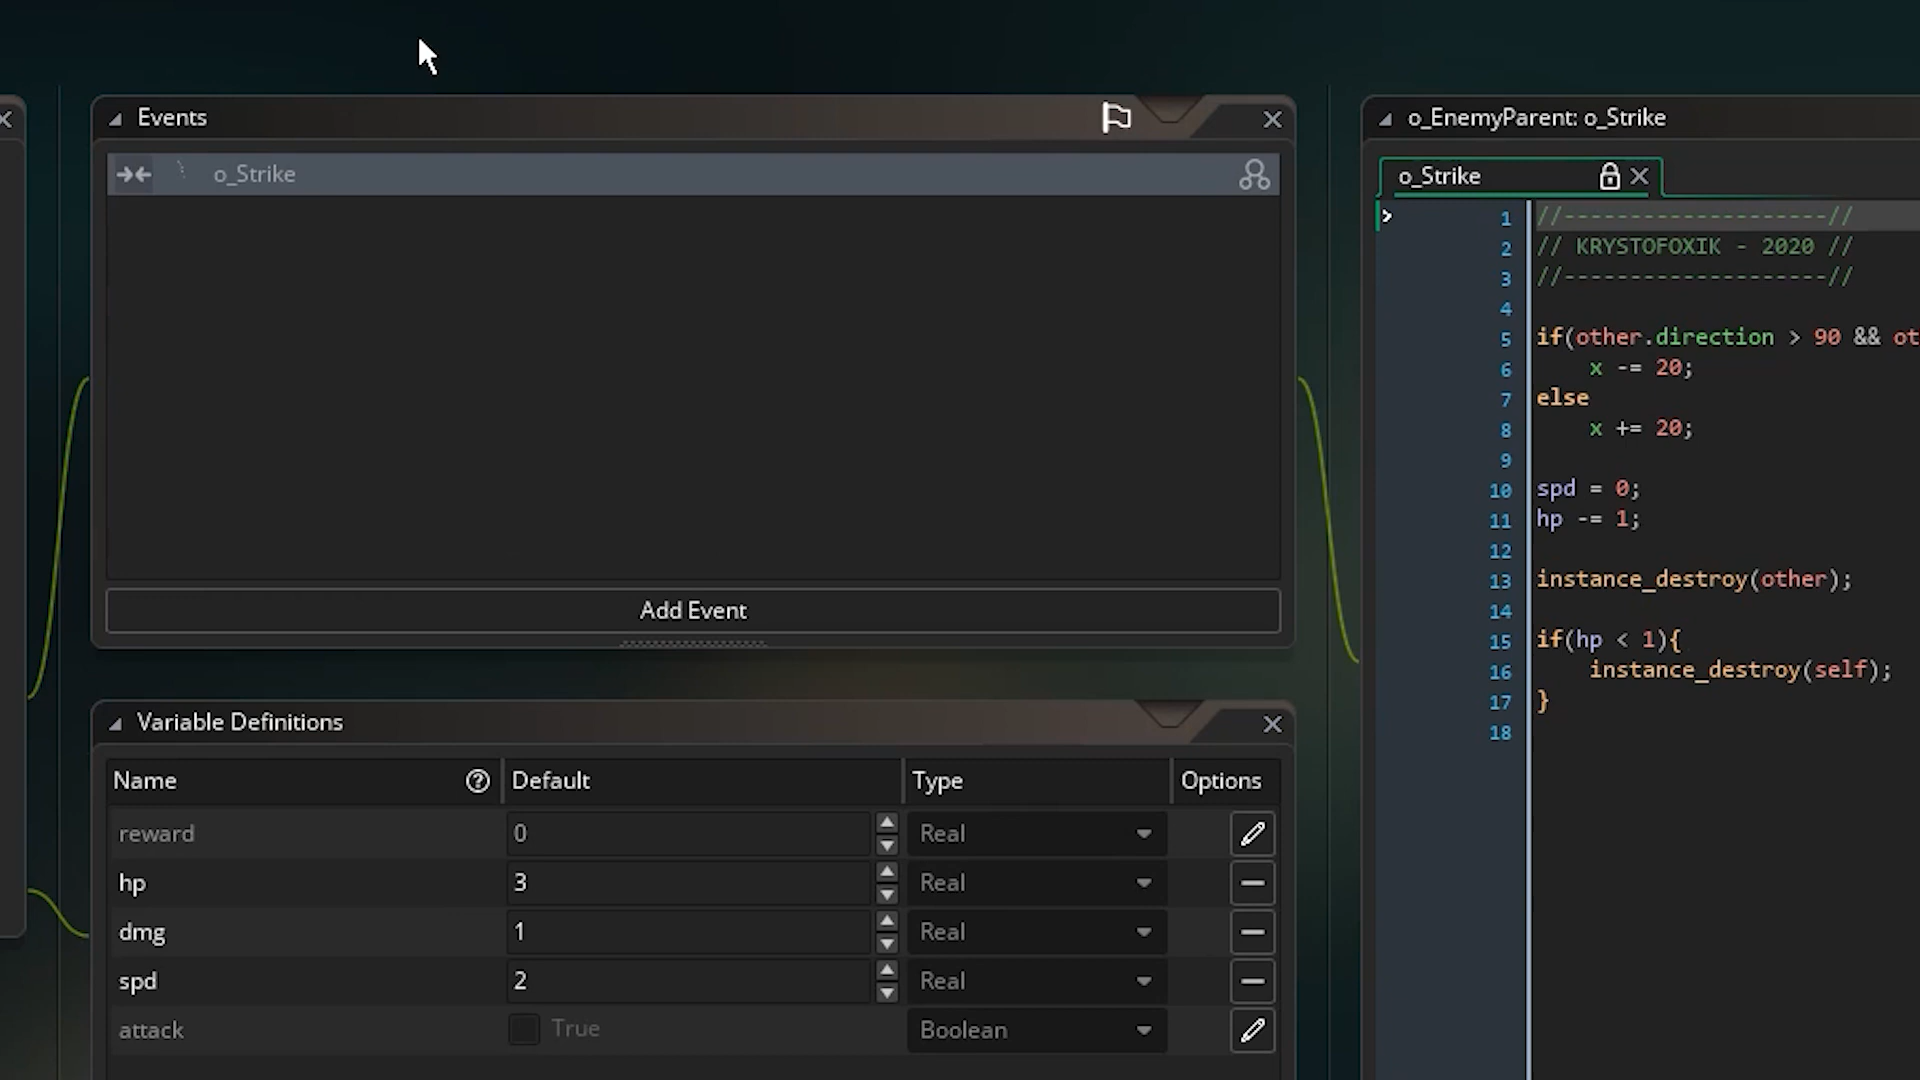 Events
o_Strike
Add Event
Variable Definitions
Name Default Type Options
reward 0 Real
hp 3 Real
dmg 1 Real
spd 2 Real
attack True Boolean
o_EnemyParent: o_Strike
o_Strike
1 //--------------------//
2 // KRYSTOFOXIK - 2020 //
3 //--------------------//
4
5 if(other.direction > 90 && ot
6 x -= 20;
7 else
8 x += 20;
9
10 spd = 0;
11 hp -= 1;
12
13 instance_destroy(other);
14
15 if(hp < 1){
16 instance_destroy(self);
17 }
18